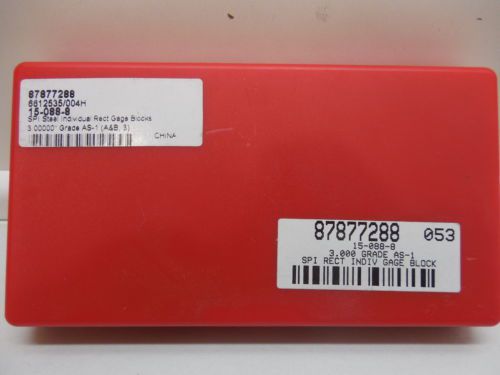 87877288
6812535/004H
15-088-8
SPI Steel Individual Rect Gage Blocks
3.00000" Grade AS-1 (A&B, 3)
CHINA
87877288 053
15-088-8
3.000 GRADE AS-1
SPI RECT INDIV GAGE BLOCK